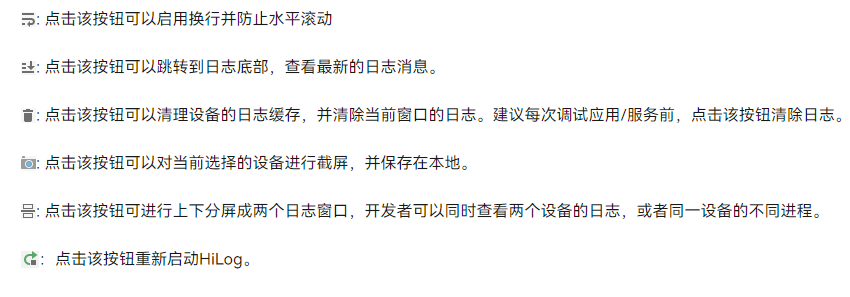 : 点击该按钮可以启用换行并防止水平滚动
: 点击该按钮可以跳转到日志底部，查看最新的日志消息。
: 点击该按钮可以清理设备的日志缓存，并清除当前窗口的日志。建议每次调试应用/服务前，点击该按钮清除日志。
: 点击该按钮可以对当前选择的设备进行截屏，并保存在本地。
: 点击该按钮可进行上下分屏成两个日志窗口，开发者可以同时查看两个设备的日志，或者同一设备的不同进程。
：点击该按钮重新启动HiLog。